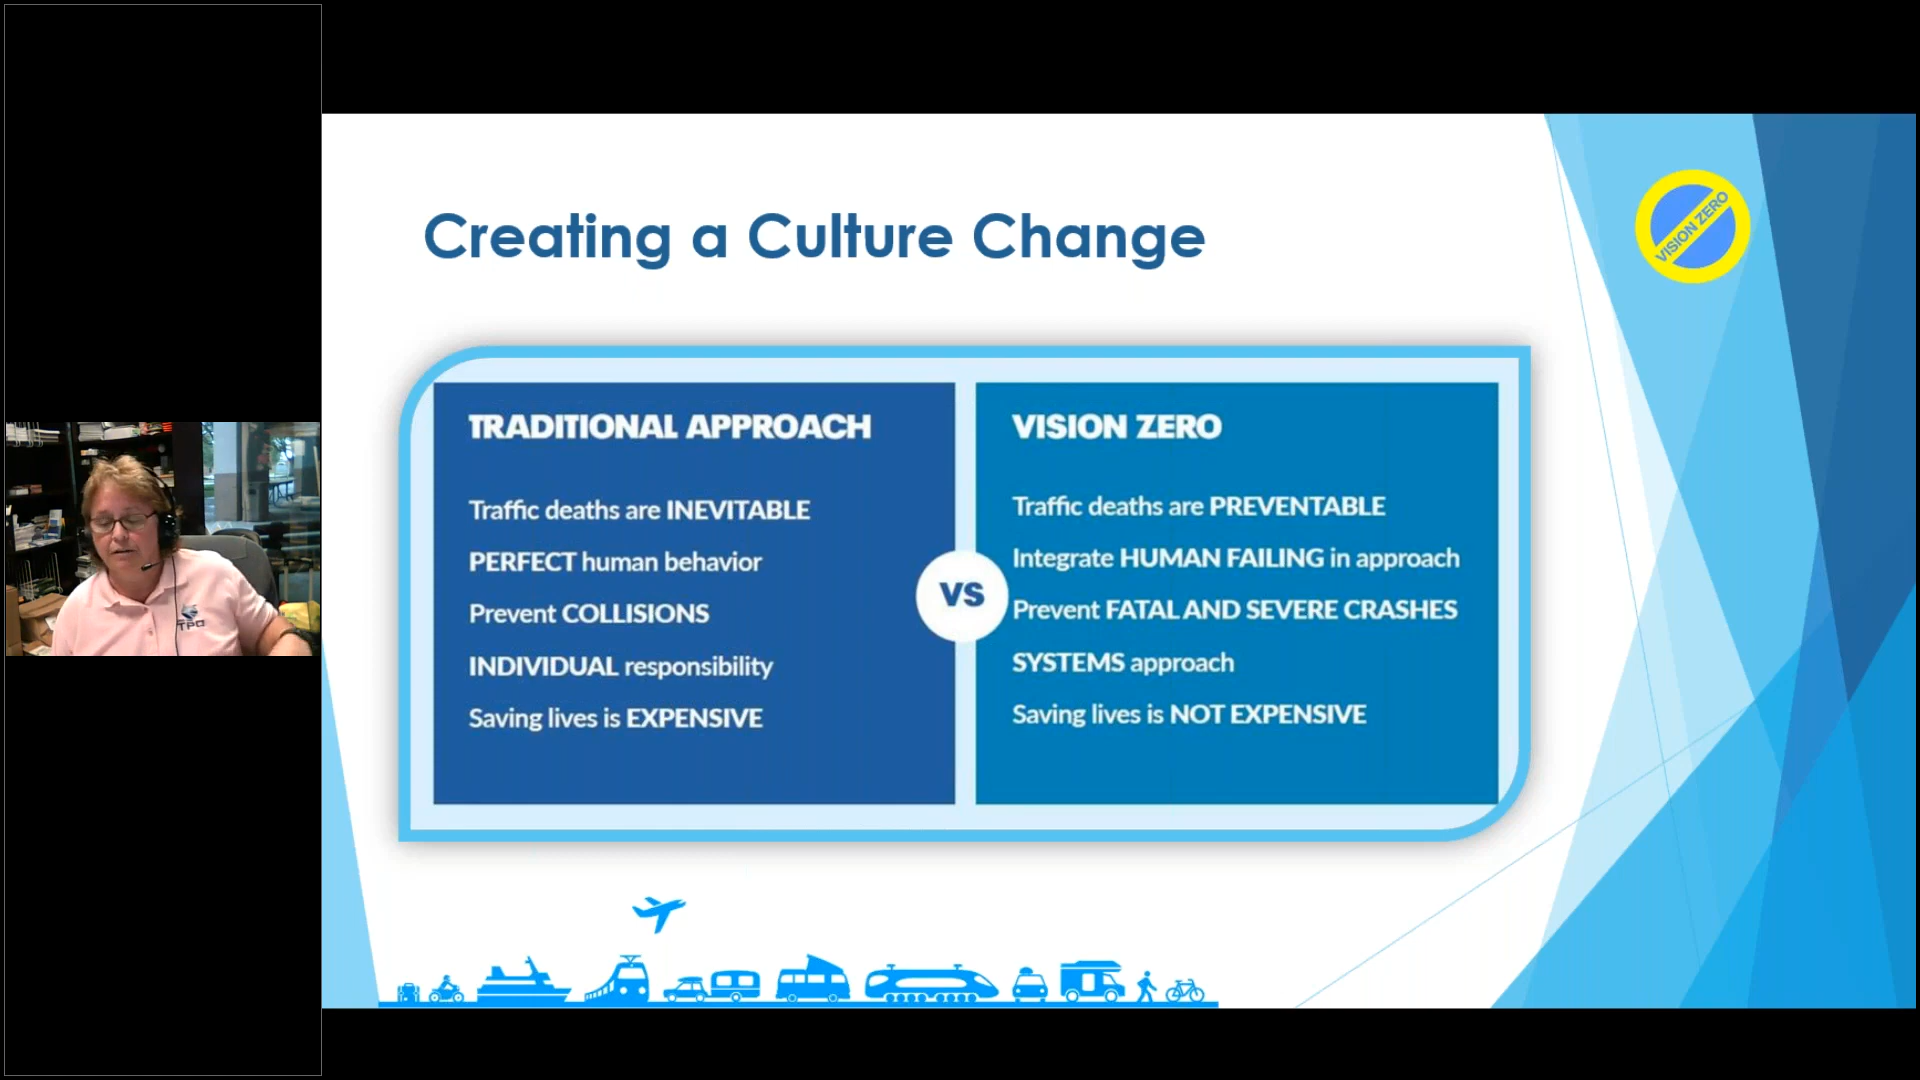 Creating a Culture Change
VISION ZERO
TRADITIONAL APPROACH
Traffic deaths are INEVITABLE
PERFECT human behavior
Prevent COLLISIONS
INDIVIDUAL responsibility
Saving lives is EXPENSIVE
VS
VISION ZERO
Traffic deaths are PREVENTABLE
Integrate HUMAN FAILING in approach
Prevent FATAL AND SEVERE CRASHES
SYSTEMS approach
Saving lives is NOT EXPENSIVE
TPO